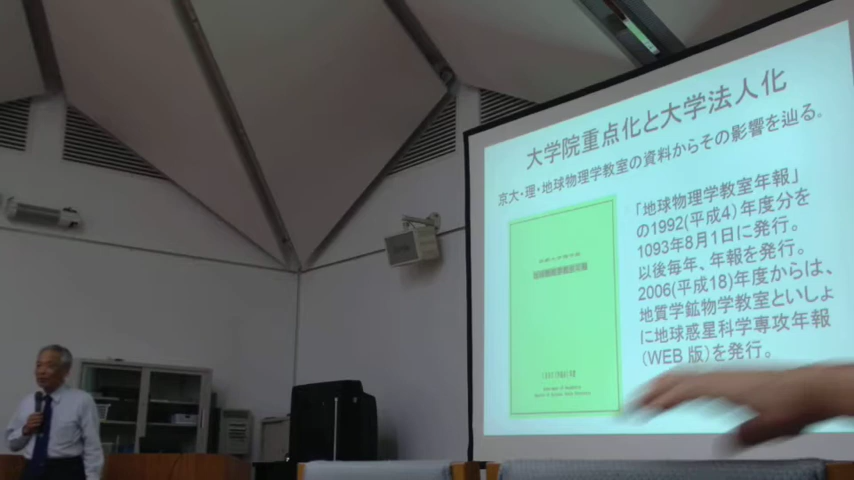 大学院重点化と大学法人化
京大・理・地球物理学教室の資料からその影響を辿る。
「地球物理学教室年報」
の1992(平成4）年度分を
1093年8月1日に発行。
以後毎年、年報を発行。
2006(平成18)年度からは、
地質学鉱物学教室といしょ
に地球惑星科学専攻年報
（WEB 版）を発行。